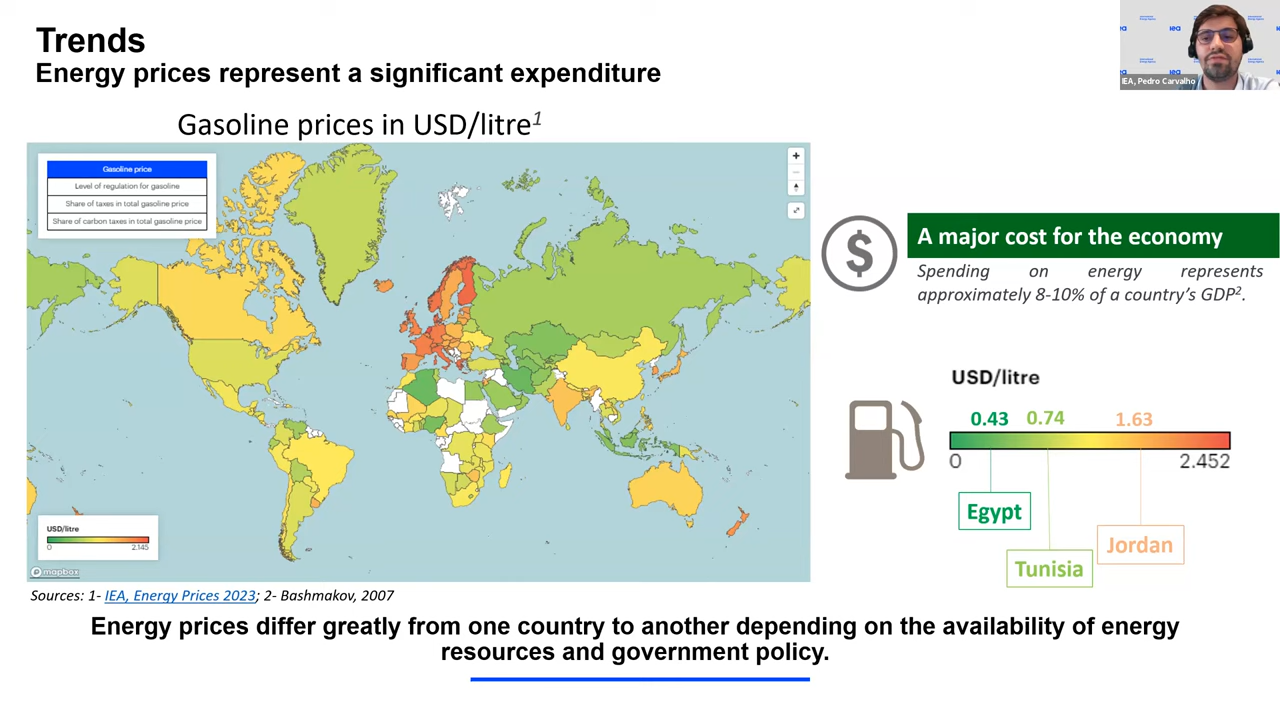 Trends
Energy prices represent a significant expenditure
IEA, Pedro Carvalho
Gasoline prices in USD/litre1
Gasoline price
Level of regulation for gasoline
Share of taxes in total gasoline price
Share of carbon taxes in total gasoline price
USD/litre
0 2.145
mapbox
A major cost for the economy
Spending on energy represents
approximately 8-10% of a country's GDP2.
USD/litre
0.43 0.74 1.63
0 2.452
Egypt
Jordan
Tunisia
Sources: 1- IEA, Energy Prices 2023; 2- Bashmakov, 2007
Energy prices differ greatly from one country to another depending on the availability of energy
resources and government policy.